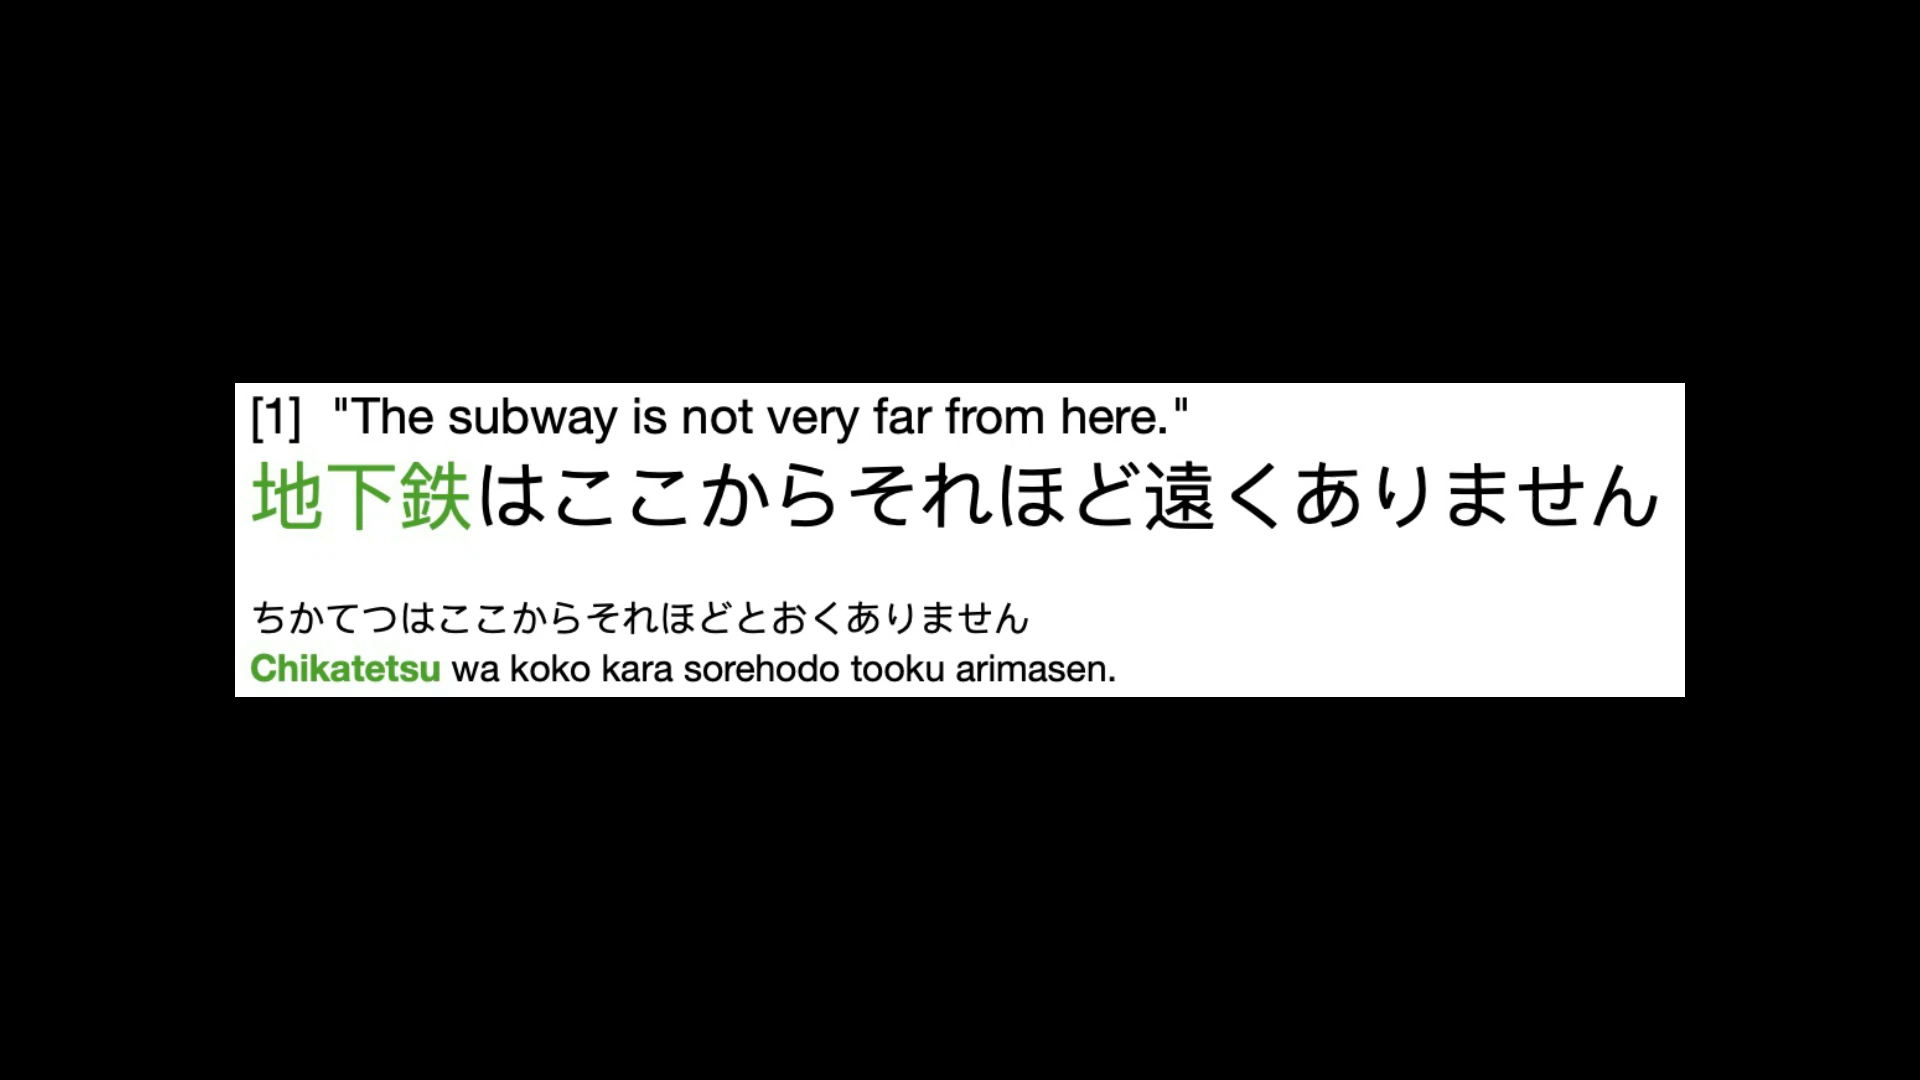 [1] "The subway is not very far from here."
地下鉄はここからそれほど遠くありません
ちかてつはここからそれほどとおくありません
Chikatetsu wa koko kara sorehodo tooku arimasen.